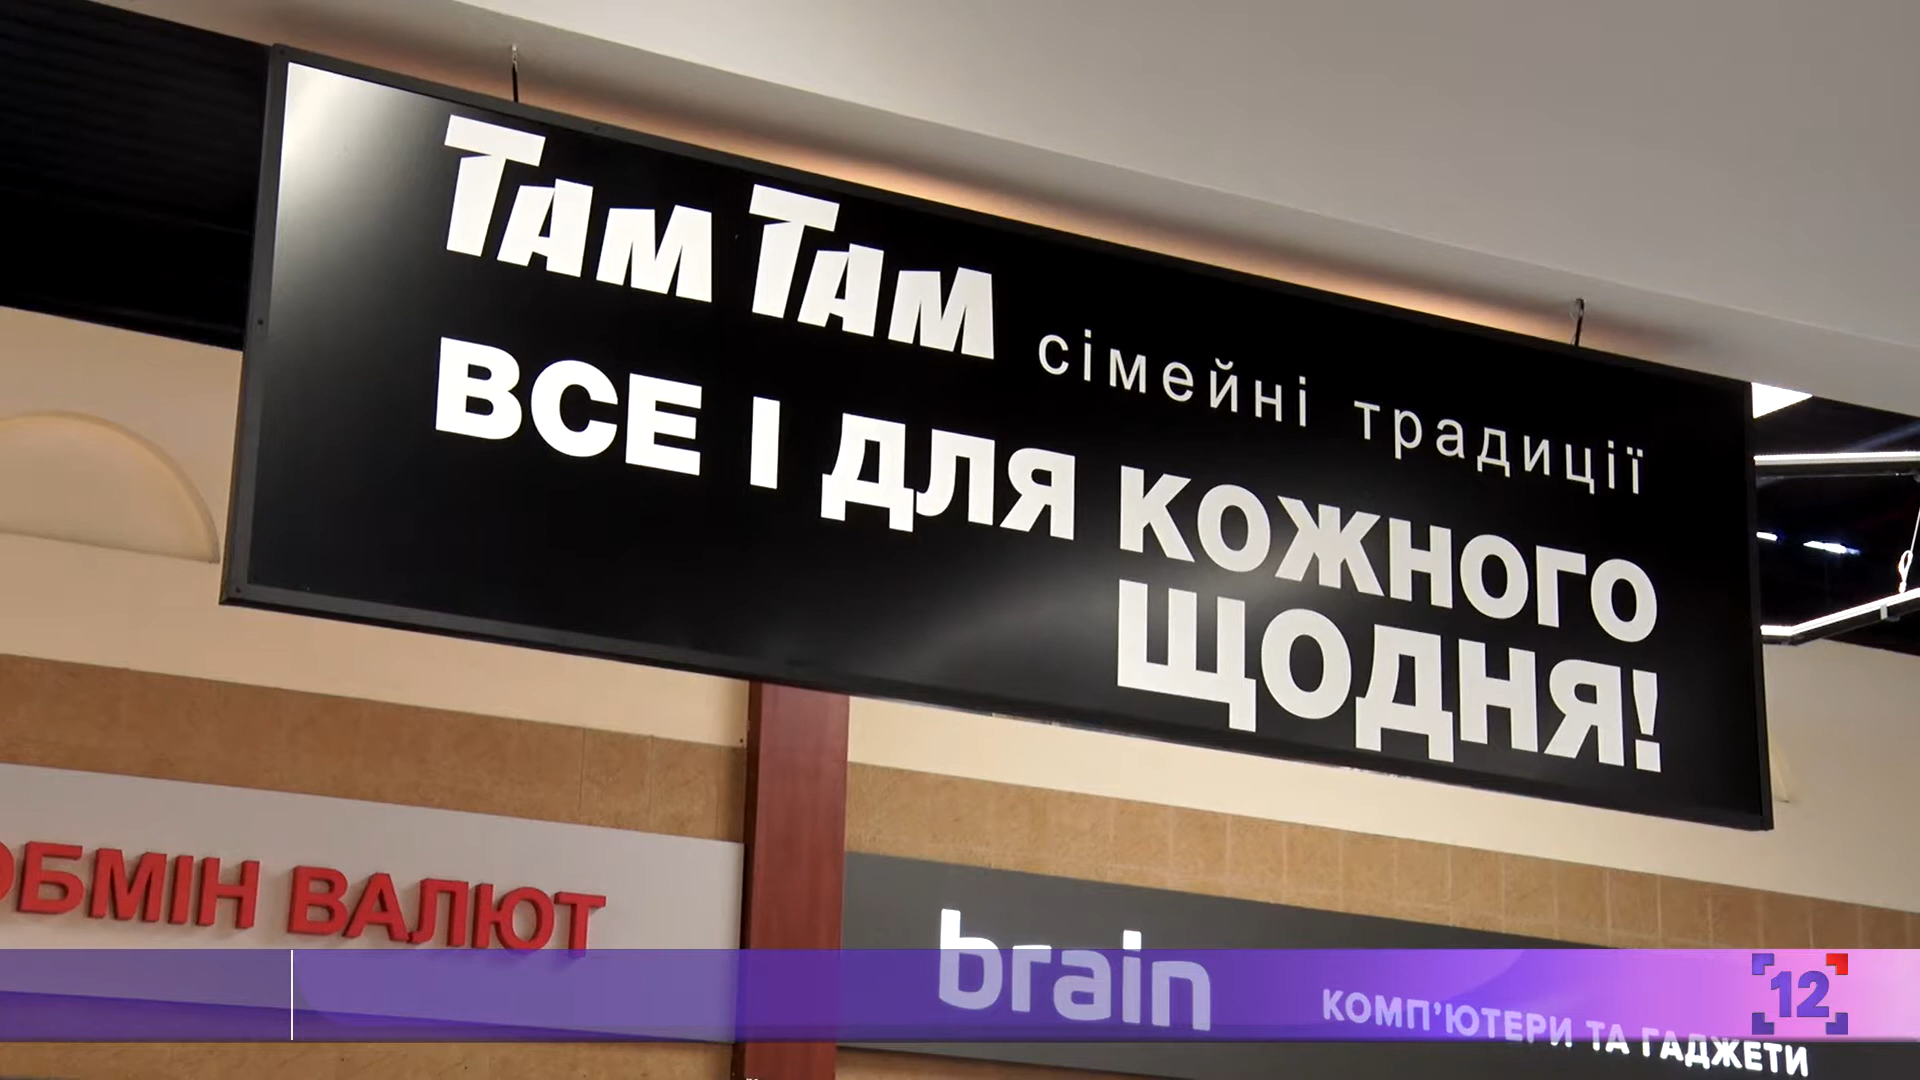 ТАМ ТАМ сімейні традиції
ВСЕ І ДЛЯ КОЖНОГО
ЩОДНЯ!
ОБМІН ВАЛЮТ
brain
КОМП'ЮТЕРИ ТА ГАДЖЕТИ
12